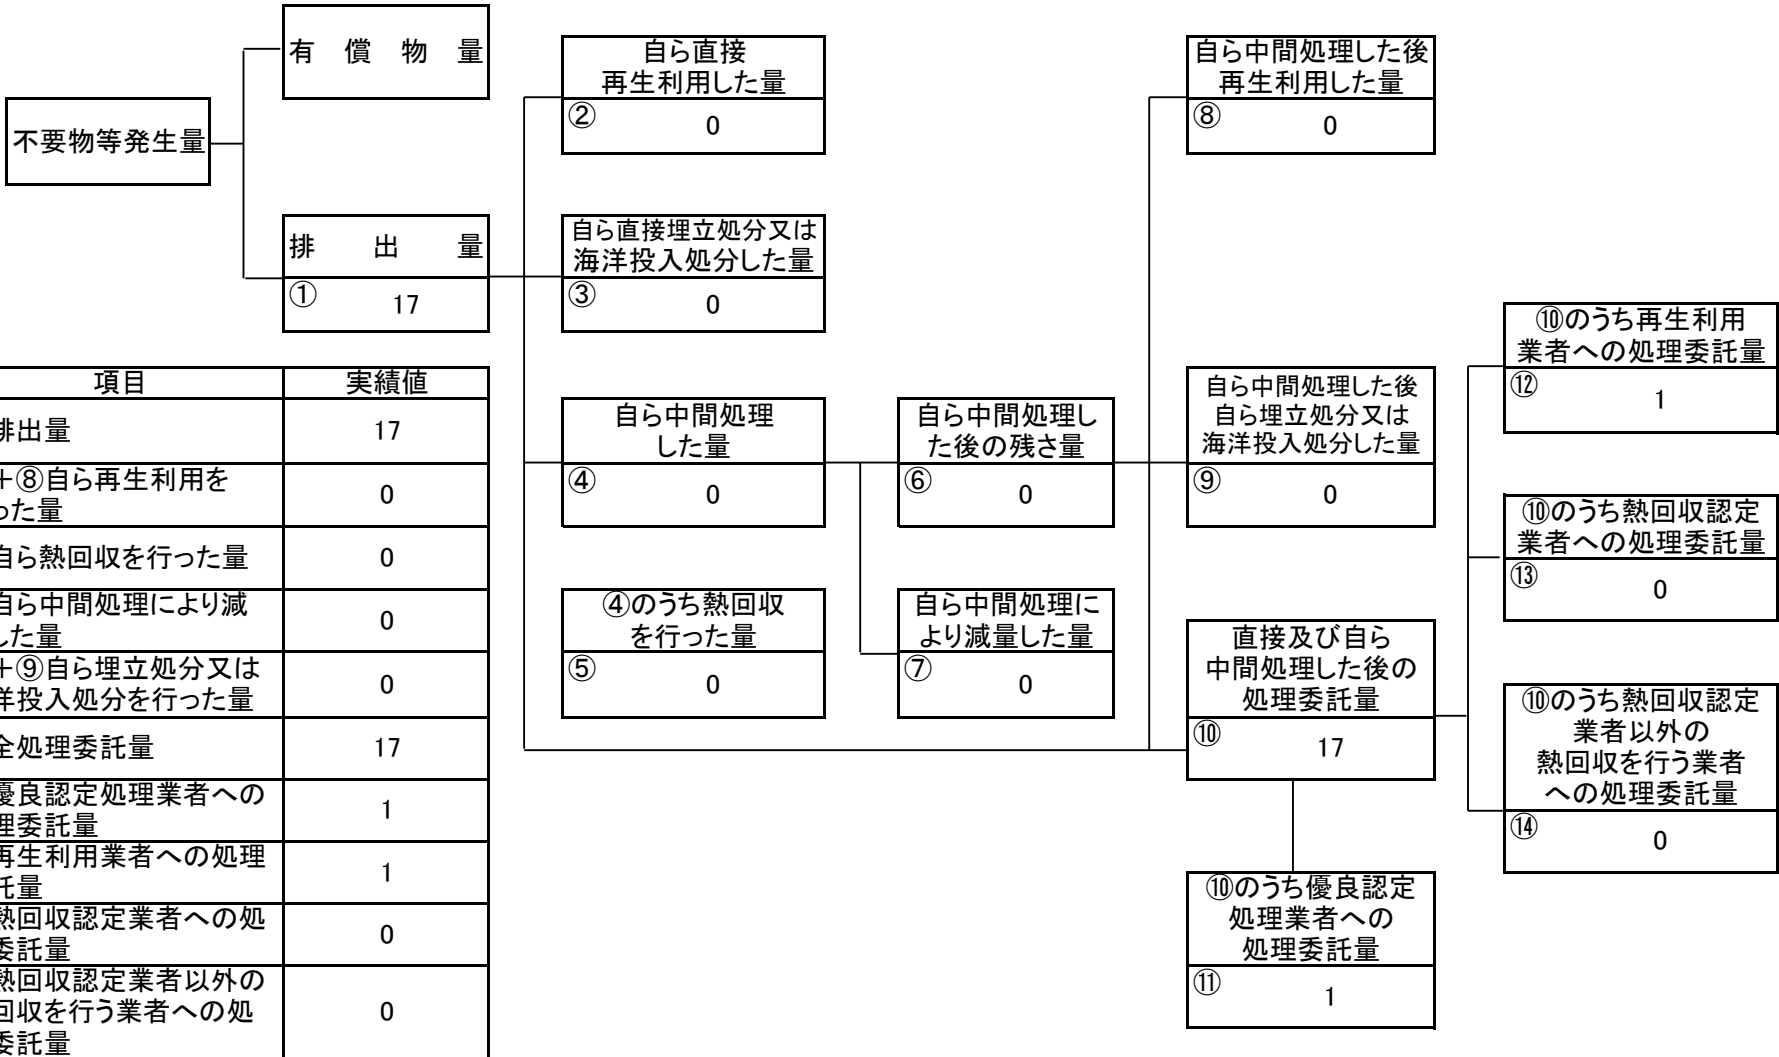 有償物量
不要物等発生量
排出量
①
17
自ら直接
再生利用した量
②
0
自ら直接埋立処分又は
海洋投入処分した量
③
0
自ら中間処理
した量
④
0
④のうち熱回収
を行った量
⑤
0
自ら中間処理し
た後の残さ量
⑥
0
自ら中間処理に
より減量した量
⑦
0
自ら中間処理した後
再生利用した量
⑧
0
自ら中間処理した後
自ら埋立処分又は
海洋投入処分した量
⑨
0
直接及び自ら
中間処理した後の
処理委託量
⑩
17
⑩のうち優良認定
処理業者への
処理委託量
⑪
1
⑩のうち再生利用
業者への処理委託量
⑫
1
⑩のうち熱回収認定
業者への処理委託量
⑬
0
⑩のうち熱回収認定
業者以外の
熱回収を行う業者
への処理委託量
⑭
0
項目 実績値
排出量 17
+⑧自ら再生利用を
った量
0
自ら熱回収を行った量 0
自ら中間処理により減
した量
0
+⑨自ら埋立処分又は
洋投入処分を行った量
0
全処理委託量 17
優良認定処理業者への
理委託量
1
再生利用業者への処理
託量
1
熱回収認定業者への処
委託量
0
熱回収認定業者以外の
回収を行う業者への処
委託量
0